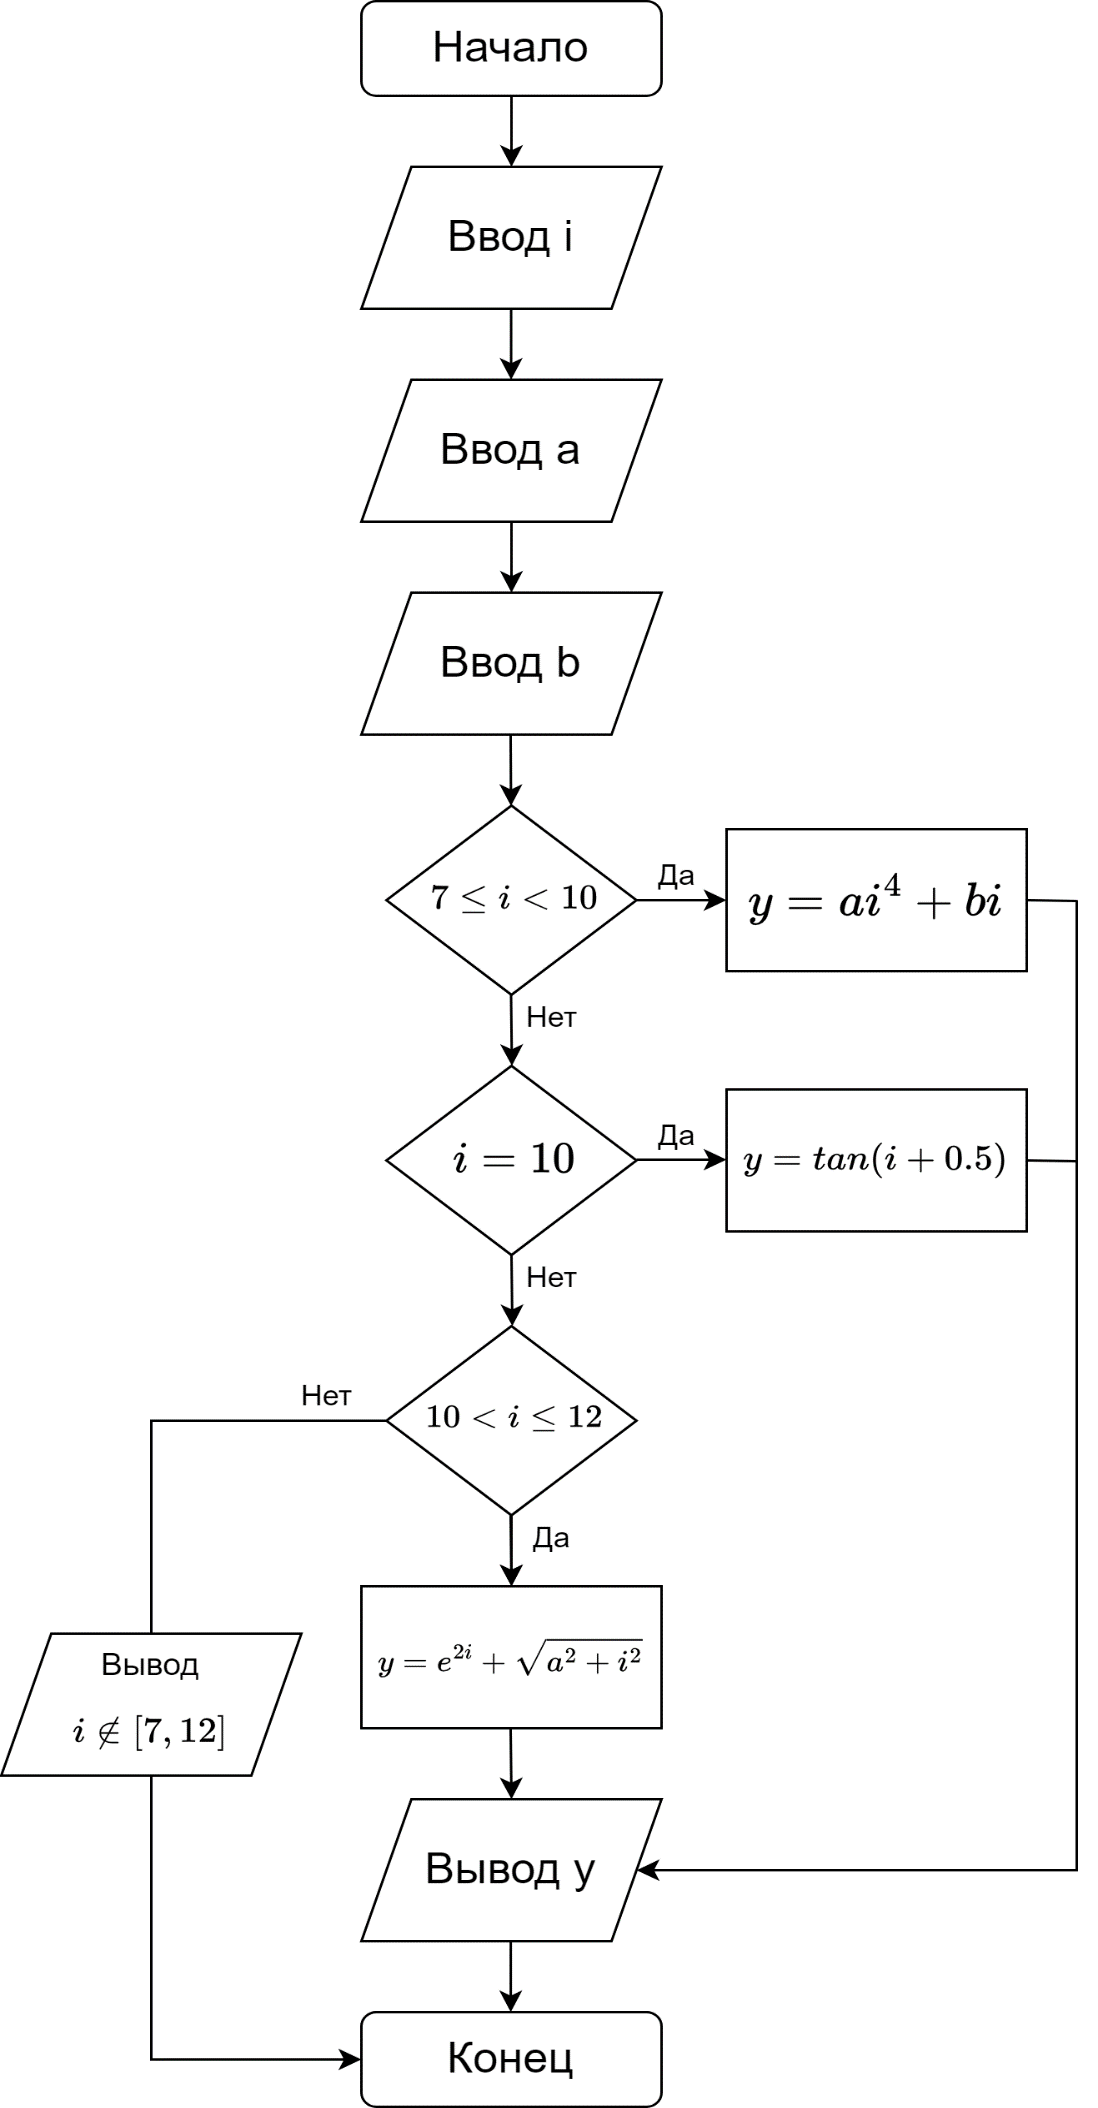 Начало
Ввод i
Ввод a
Ввод b
7 ≤ i < 10
Да
y = ai⁴ + bi
Нет
i = 10
Да
y = tan(i + 0.5)
Нет
10 < i ≤ 12
Нет
Да
y = e²ⁱ + √(a² + i²)
Вывод
i ∉ [7, 12]
Вывод y
Конец